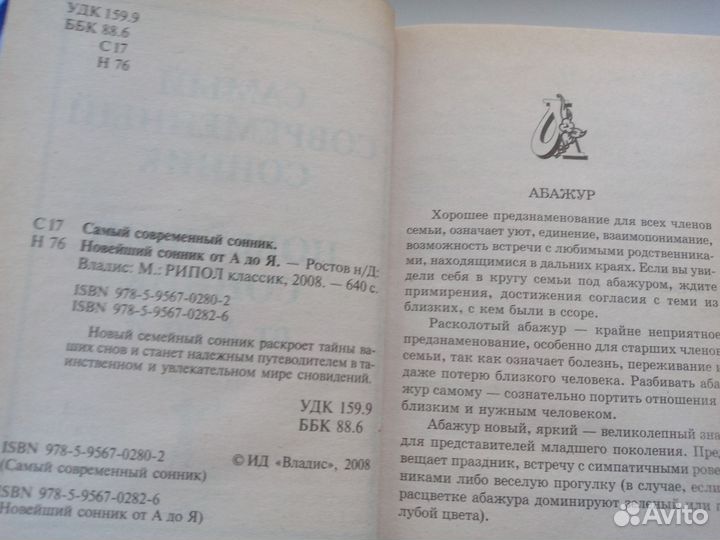 УДК 159.9
ББК 88.6
С 17
Н 76
С 17 Самый современный сонник.
Н 76 Новейший сонник от А до Я. — Ростов н/Д:
Владис: М.: РИПОЛ классик, 2008. — 640 с.
ISBN 978-5-9567-0280-2
ISBN 978-5-9567-0282-6
Новый семейный сонник раскроет тайны ва-
ших снов и станет надежным путеводителем в та-
инственном и увлекательном мире сновидений.
УДК 159.9
ББК 88.6
ISBN 978-5-9567-0280-2
(Самый современный сонник)
ISBN 978-5-9567-0282-6
(Новейший сонник от А до Я)
© ИД «Владис», 2008
АБАЖУР
Хорошее предзнаменование для всех членов
семьи, означает уют, единение, взаимопонимание,
возможность встречи с любимыми родственника-
ми, находящимися в дальних краях. Если вы уви-
дели себя в кругу семьи под абажуром, ждите
примирения, достижения согласия с теми из
близких, с кем были в ссоре.
Расколотый абажур — крайне неприятное
предзнаменование, особенно для старших членов
семьи, так как означает болезнь, переживание и
даже потерю близкого человека. Разбивать аба-
жур самому — сознательно портить отношения с
близким и нужным человеком.
Абажур новый, яркий — великолепный зна
для представителей младшего поколения. Пред
вещает праздник, встречу с симпатичными рове
никами либо веселую прогулку (в случае, если
расцветке абажура доминируют зеленый или г
лубой цвета).
Avito